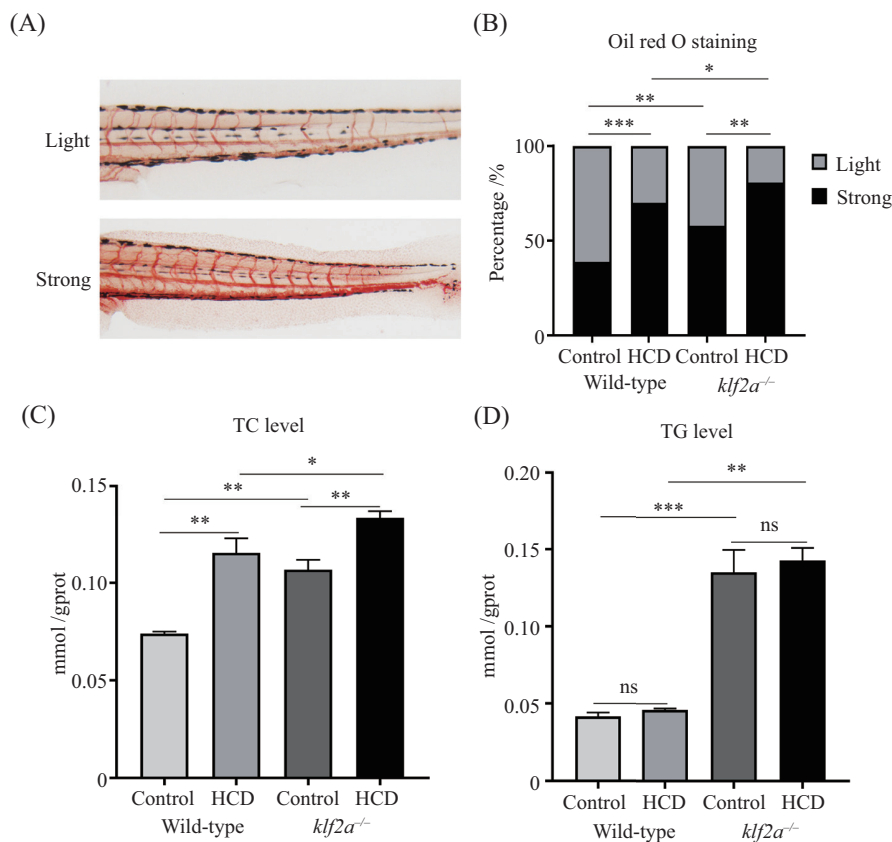 (A)
Light
Strong
(B)
Oil red O staining
*
**
*** **
100
50
0
Percentage /%
Light
Strong
Control HCD Control HCD
Wild-type klf2a–/–
(C)
TC level
*
**
** **
0.15
0.10
0.05
0
mmol /gprot
Control HCD Control HCD
Wild-type klf2a–/–
(D)
TG level
**
***
ns
ns
0.20
0.15
0.10
0.05
0
mmol /gprot
Control HCD Control HCD
Wild-type klf2a–/–